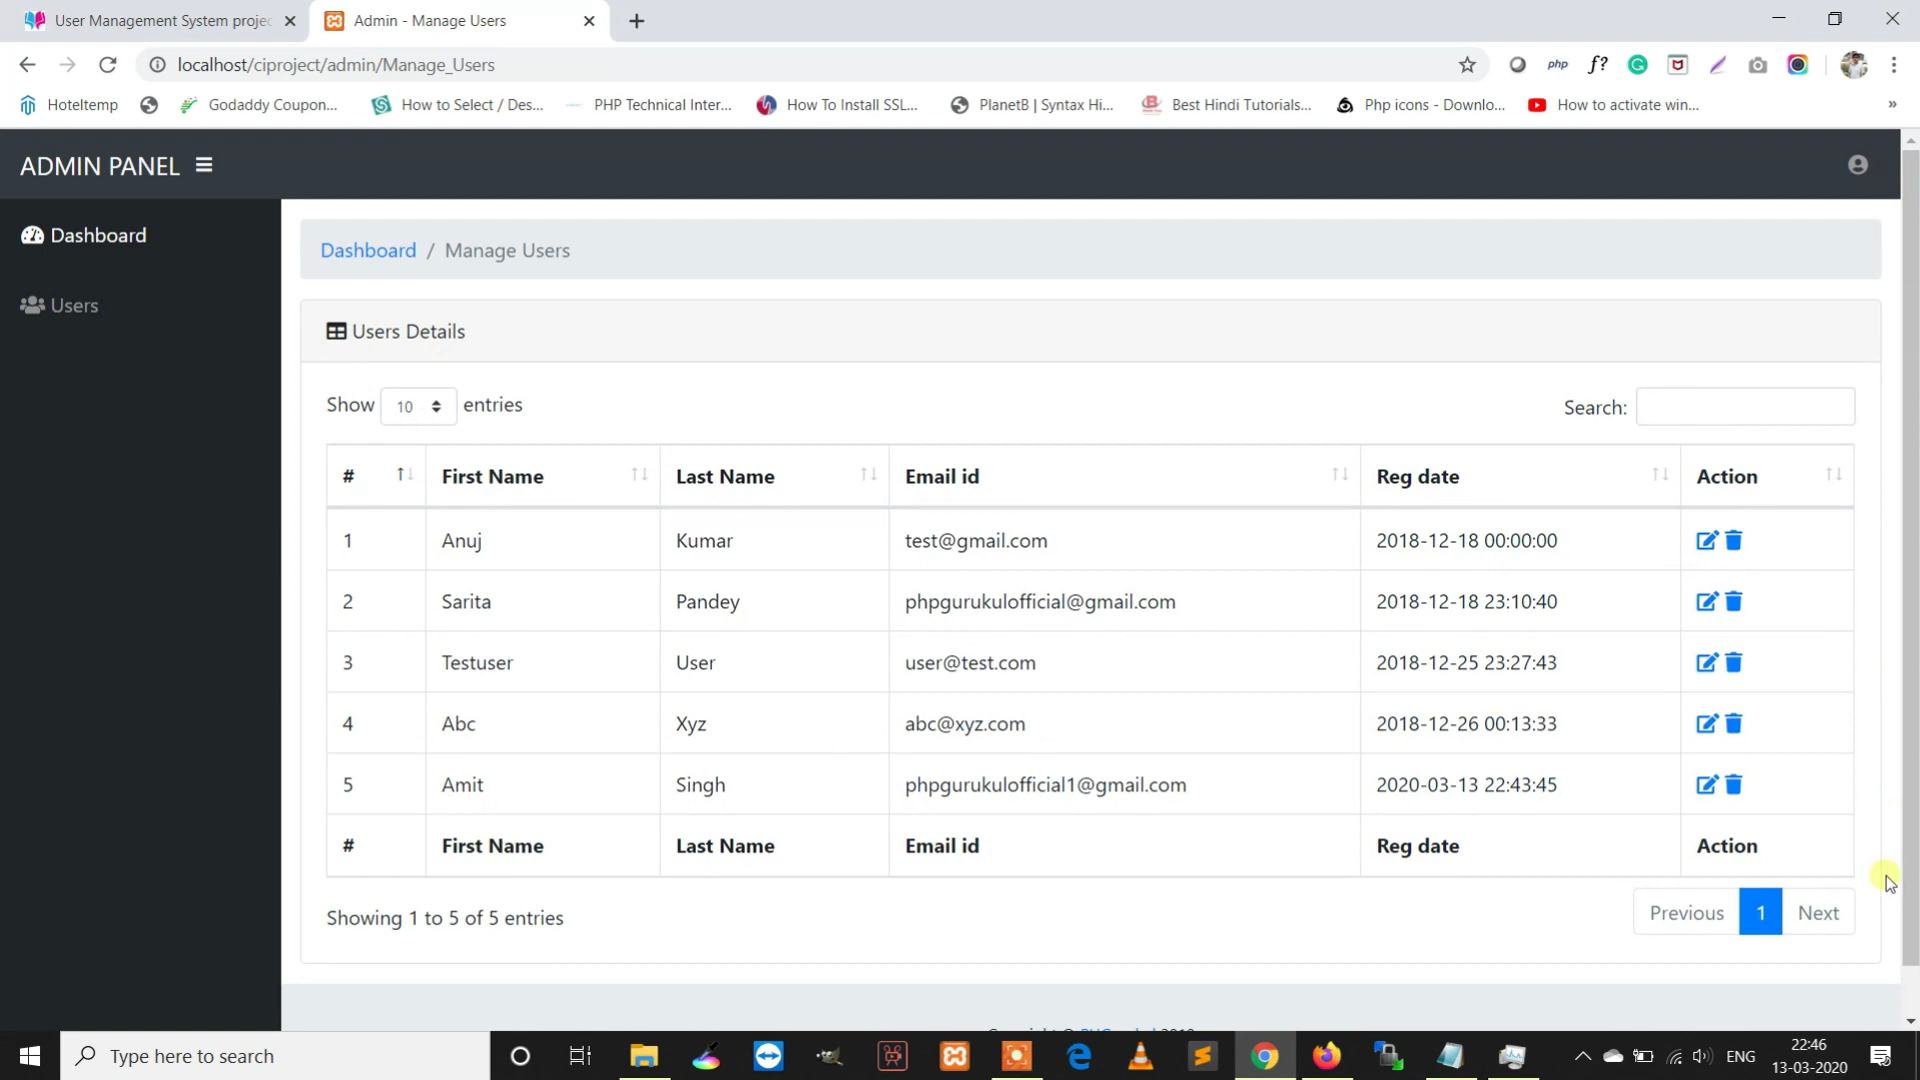 User Management System projec
Admin - Manage Users
localhost/ciproject/admin/Manage_Users
php
f?
Hoteltemp
Godaddy Coupon...
How to Select / Des...
PHP Technical Inter...
How To Install SSL...
PlanetB | Syntax Hi...
Best Hindi Tutorials...
Php icons - Downlo...
How to activate win...
»
ADMIN PANEL
Dashboard
Users
Dashboard / Manage Users
Users Details
Show 10 entries
Search:
# First Name Last Name Email id Reg date Action
1 Anuj Kumar test@gmail.com 2018-12-18 00:00:00
2 Sarita Pandey phpgurukulofficial@gmail.com 2018-12-18 23:10:40
3 Testuser User user@test.com 2018-12-25 23:27:43
4 Abc Xyz abc@xyz.com 2018-12-26 00:13:33
5 Amit Singh phpgurukulofficial1@gmail.com 2020-03-13 22:43:45
# First Name Last Name Email id Reg date Action
Showing 1 to 5 of 5 entries
Previous 1 Next
Type here to search
ENG
22:46
13-03-2020